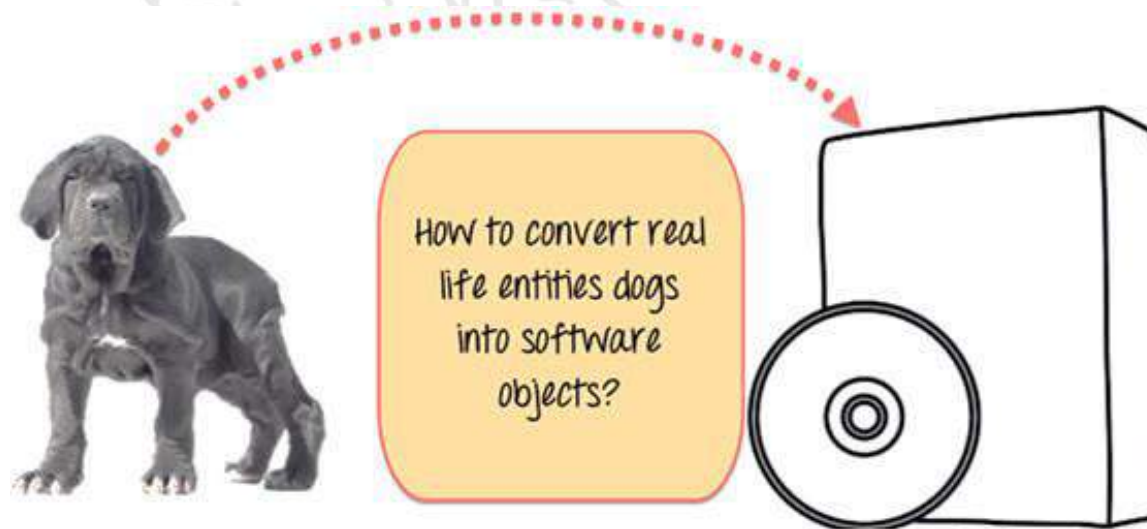 How to convert real
life entities dogs
into software
objects?